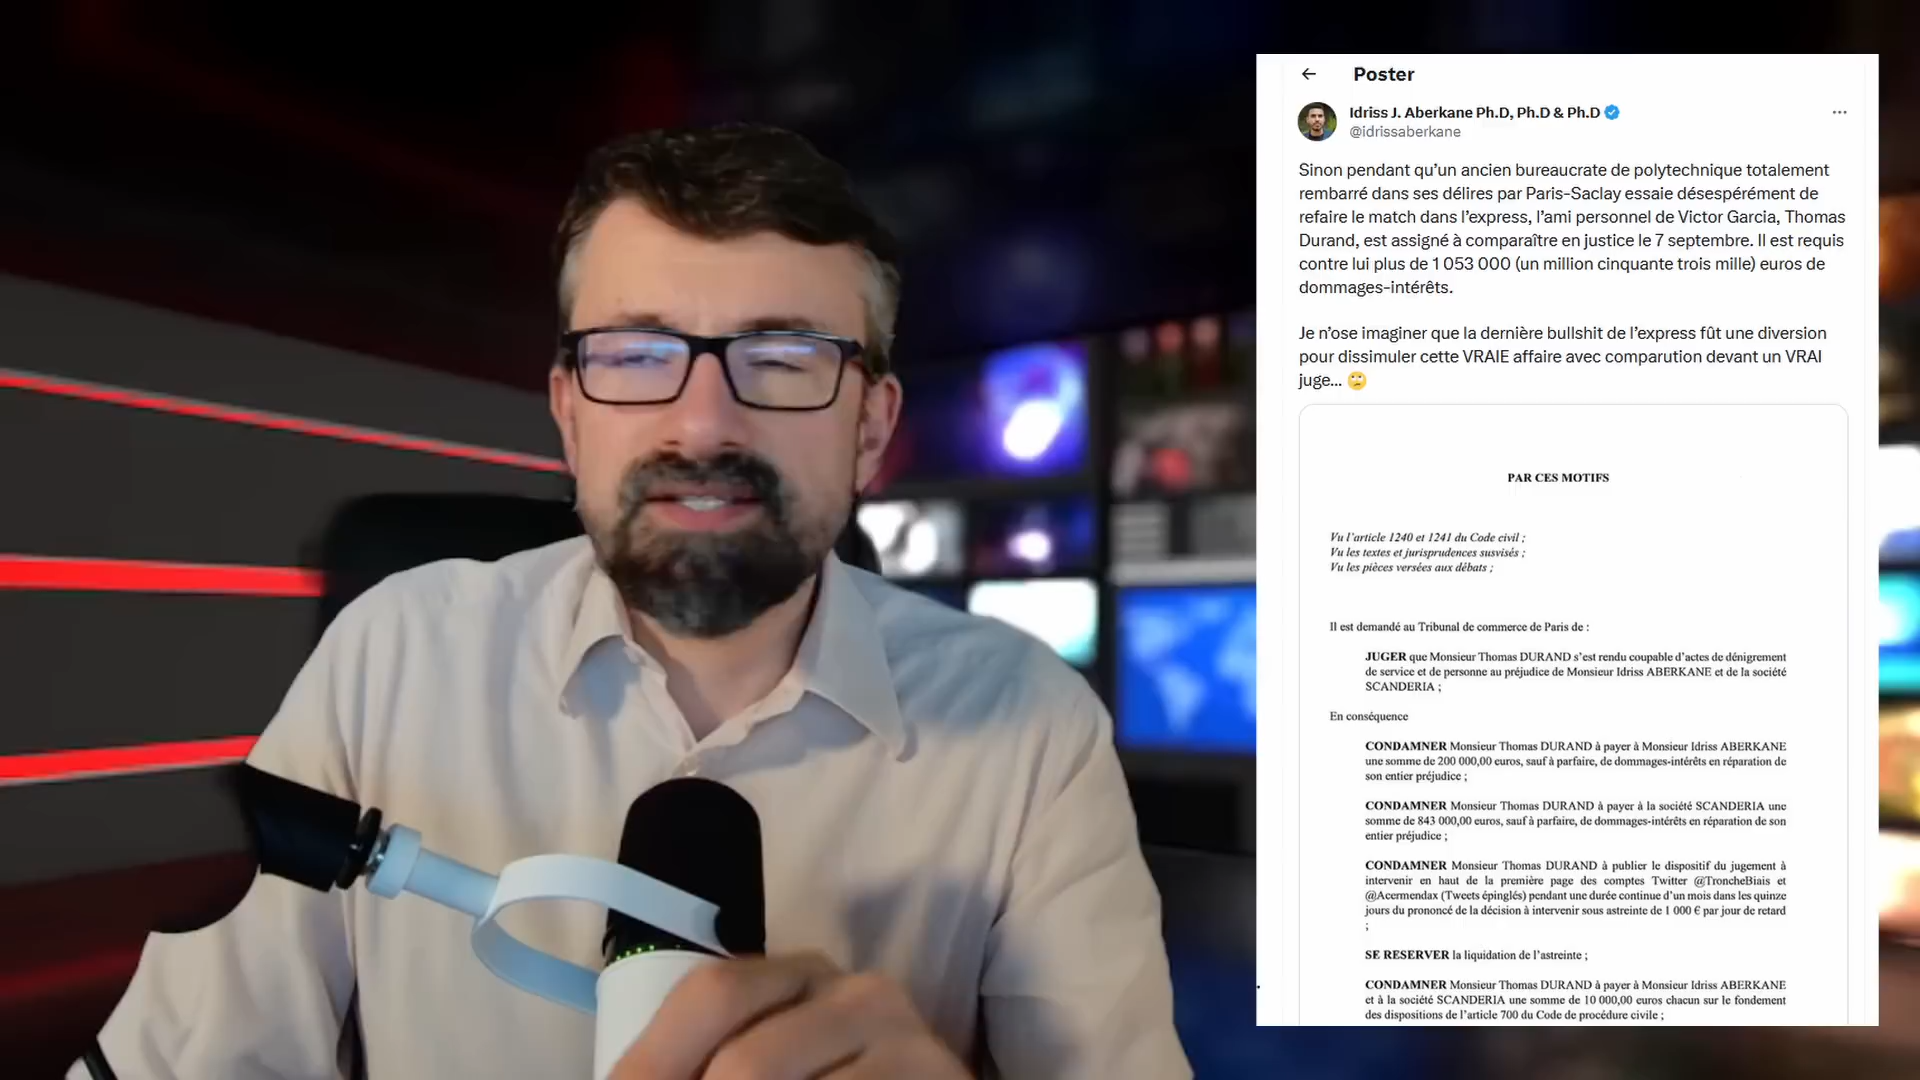 Poster
Idriss J. Aberkane Ph.D, Ph.D & Ph.D
@idrissaberkane
Sinon pendant qu'un ancien bureaucrate de polytechnique totalement
rembarré dans ses délires par Paris-Saclay essaie désespérément de
refaire le match dans l'express, l'ami personnel de Victor Garcia, Thomas
Durand, est assigné à comparaître en justice le 7 septembre. Il est requis
contre lui plus de 1 053 000 (un million cinquante trois mille) euros de
dommages-intérêts.
Je n'ose imaginer que la dernière bullshit de l'express fût une diversion
pour dissimuler cette VRAIE affaire avec comparution devant un VRAI
juge... 🙄
PAR CES MOTIFS
Vu l'article 1240 et 1241 du Code civil ;
Vu les textes et jurisprudences susvisés ;
Vu les pièces versées aux débats ;
Il est demandé au Tribunal de commerce de Paris de :
JUGER que Monsieur Thomas DURAND s'est rendu coupable d'actes de dénigrement
de service et de personne au préjudice de Monsieur Idriss ABERKANE et de la société
SCANDERIA ;
En conséquence
CONDAMNER Monsieur Thomas DURAND à payer à Monsieur Idriss ABERKANE
une somme de 200 000,00 euros, sauf à parfaire, de dommages-intérêts en réparation de
son entier préjudice ;
CONDAMNER Monsieur Thomas DURAND à payer à la société SCANDERIA une
somme de 843 000,00 euros, sauf à parfaire, de dommages-intérêts en réparation de son
entier préjudice ;
CONDAMNER Monsieur Thomas DURAND à publier le dispositif du jugement à
intervenir en haut de la première page des comptes Twitter @TroncheBiais et
@Acermendax (Tweets épinglés) pendant une durée continue d'un mois dans les quinze
jours du prononcé de la décision à intervenir sous astreinte de 1 000 € par jour de retard
;
SE RESERVER la liquidation de l'astreinte ;
CONDAMNER Monsieur Thomas DURAND à payer à Monsieur Idriss ABERKANE
et à la société SCANDERIA une somme de 10 000,00 euros chacun sur le fondement
des dispositions de l'article 700 du Code de procédure civile ;